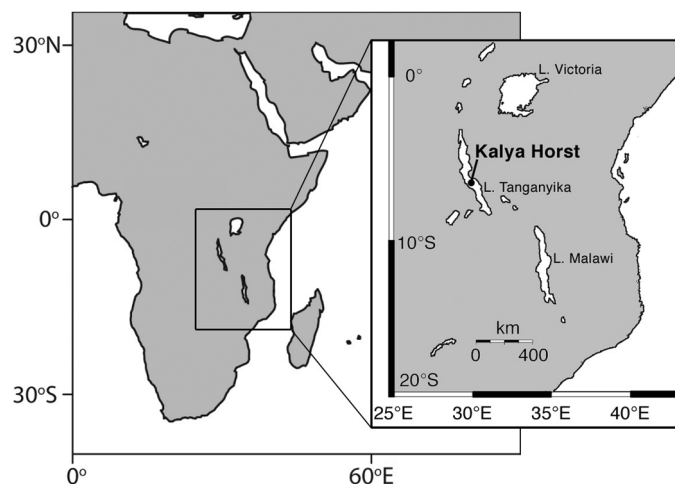 30°N
0°
30°S
0°
60°E
0°
L. Victoria
Kalya Horst
L. Tanganyika
10°S
L. Malawi
km
0 400
20°S
25°E 30°E 35°E 40°E